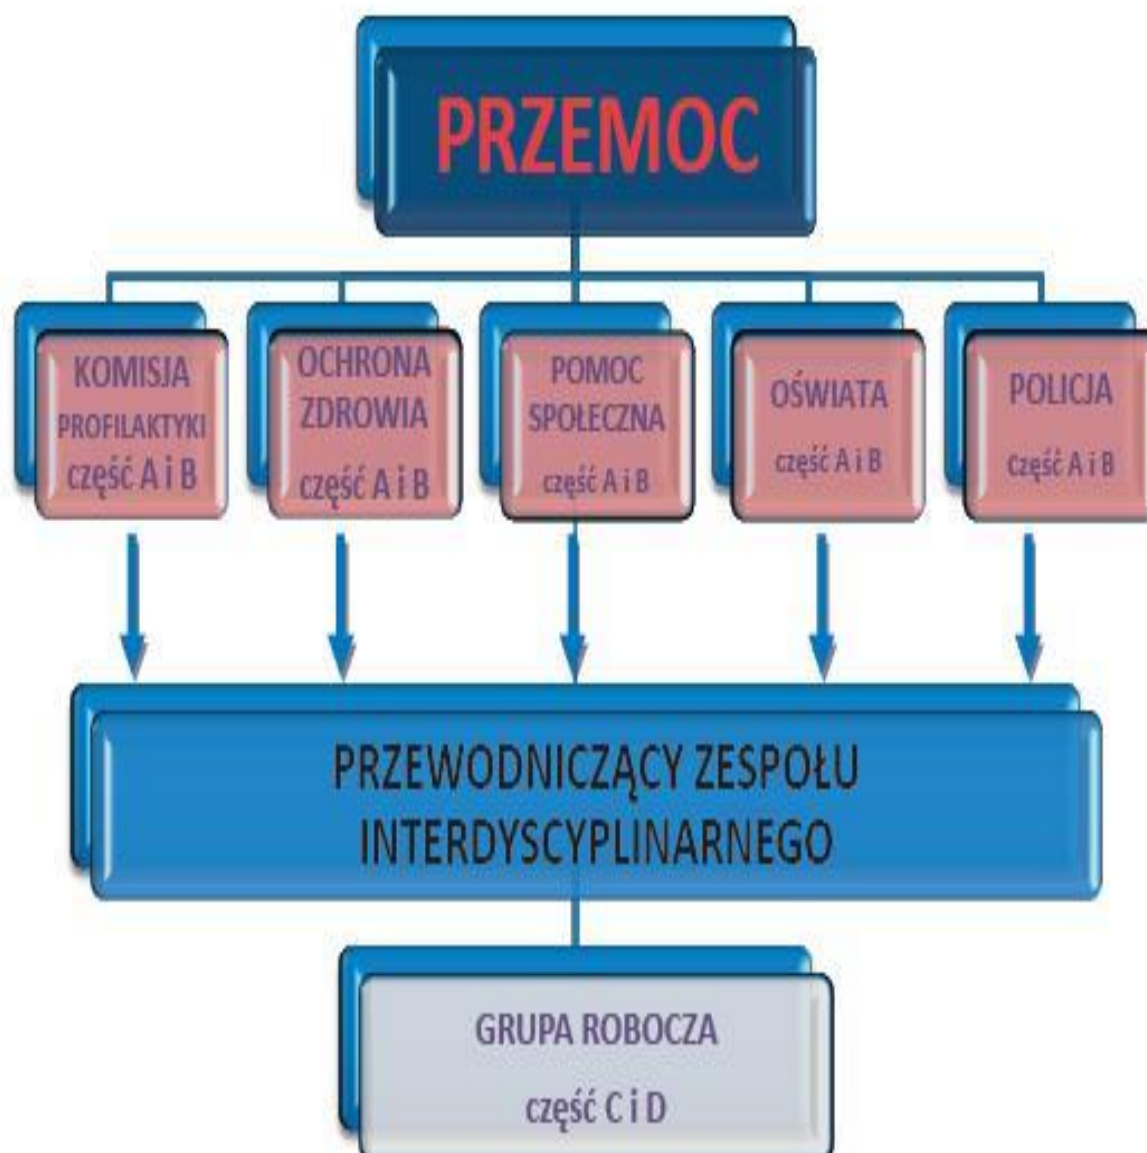 PRZEMOC
KOMISJA
PROFILAKTYKI
część A i B
OCHRONA
ZDROWIA
część A i B
POMOC
SPOŁECZNA
część A i B
OŚWIATA
część A i B
POLICJA
część A i B
PRZEWODNICZĄCY ZESPOŁU
INTERDYSCYPLINARNEGO
GRUPA ROBOCZA
część C i D